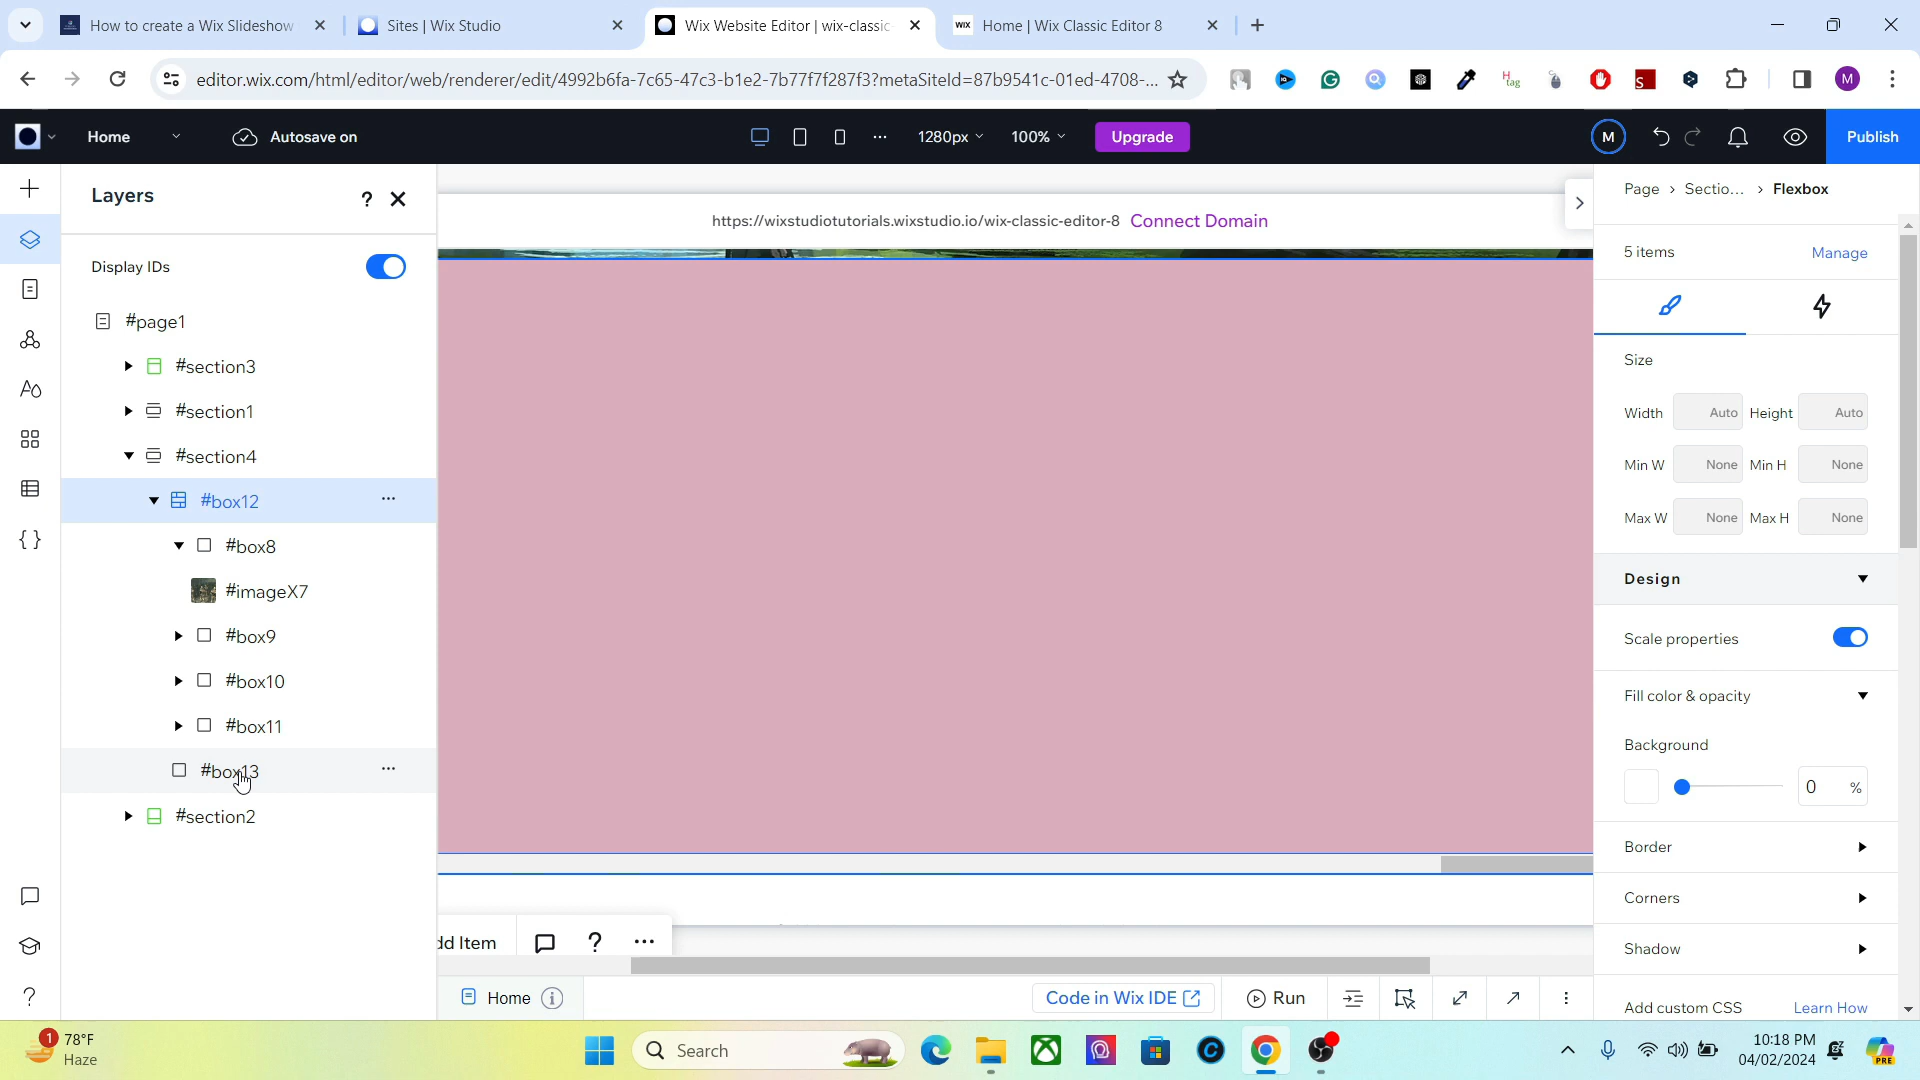 How to create a Wix Slideshow
Sites | Wix Studio
Wix Website Editor | wix-classic
WIX
Home | Wix Classic Editor 8
editor.wix.com/html/editor/web/renderer/edit/4992b6fa-7c65-47c3-b1e2-7b77f7f287f3?metaSiteId=87b9541c-01ed-4708-...
Home
Autosave on
1280px
100%
Upgrade
M
Publish
Layers
?
https://wixstudiotutorials.wixstudio.io/wix-classic-editor-8 Connect Domain
Page > Sectio... > Flexbox
Display IDs
5 items
Manage
#page1
#section3
#section1
#section4
#box12
#box8
#imageX7
#box9
#box10
#box11
#box13
#section2
Size
Width
Auto
Height
Auto
Min W
None
Min H
None
Max W
None
Max H
None
Design
Scale properties
Fill color & opacity
Background
0
%
Border
Corners
Shadow
Add custom CSS
Learn How
dd Item
?
Home
Code in Wix IDE
Run
1
78°F
Haze
Search
10:18 PM
04/02/2024
PRE